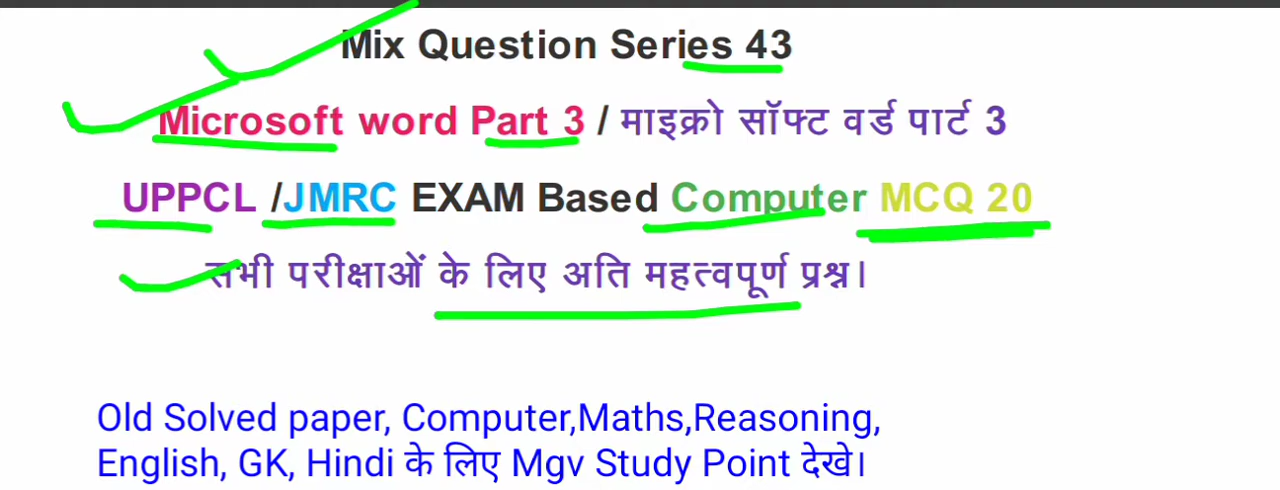 Mix Question Series 43
Microsoft word Part 3 / माइक्रो सॉफ्ट वर्ड पार्ट 3
UPPCL /JMRC EXAM Based Computer MCQ 20
सभी परीक्षाओं के लिए अति महत्वपूर्ण प्रश्न।
Old Solved paper, Computer,Maths,Reasoning,
English, GK, Hindi के लिए Mgv Study Point देखे।